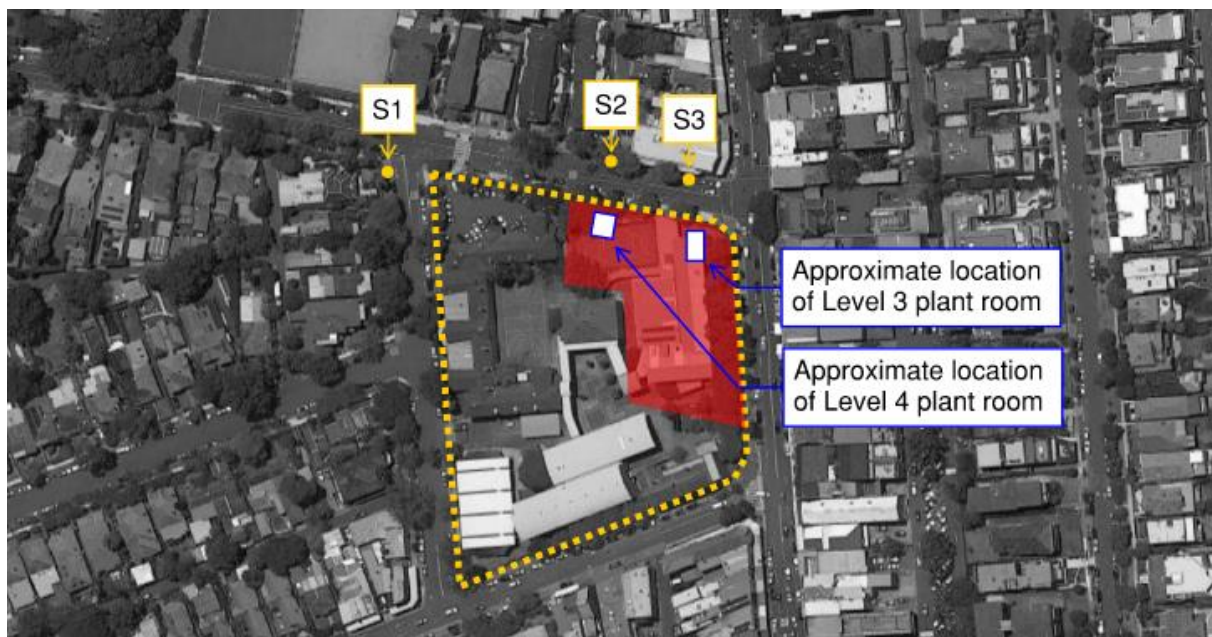 S1
S2
S3
Approximate location
of Level 3 plant room
Approximate location
of Level 4 plant room